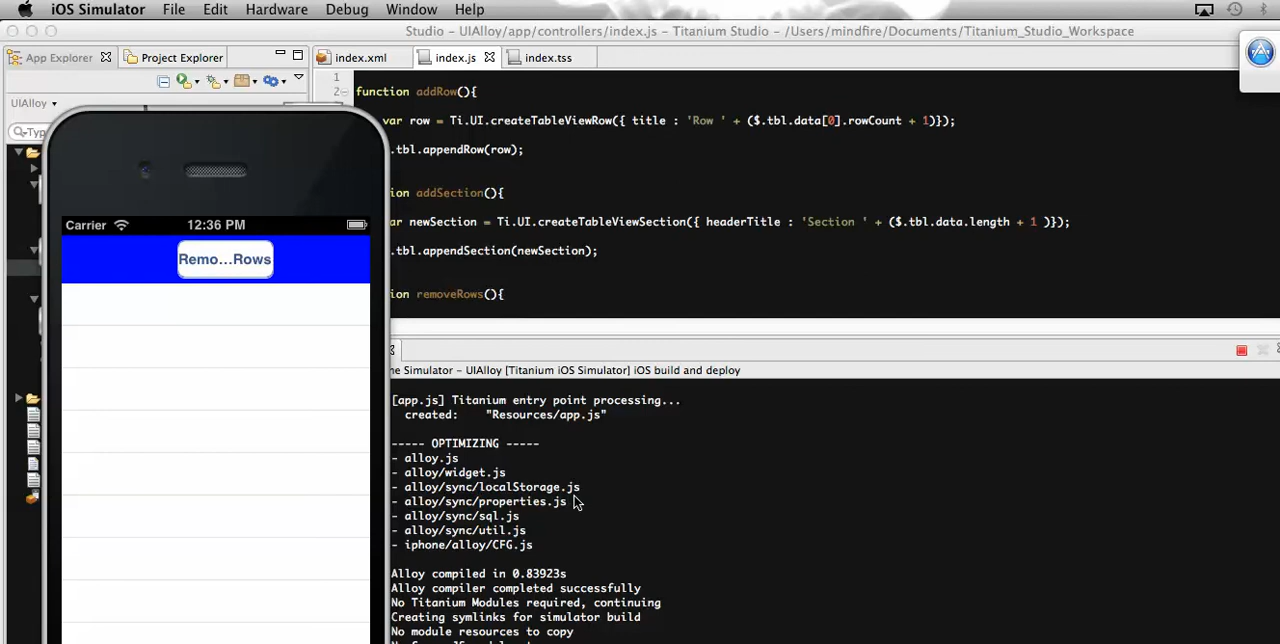 iOS Simulator File Edit Hardware Debug Window Help
Studio - UIAlloy/app/controllers/index.js - Titanium Studio - /Users/mindfire/Documents/Titanium_Studio_Workspace
App Explorer Project Explorer index.xml index.js index.tss
UIAlloy
Typ
1
2
function addRow(){
var row = Ti.UI.createTableViewRow({ title : 'Row ' + ($.tbl.data[0].rowCount + 1)});
.tbl.appendRow(row);
ion addSection(){
ar newSection = Ti.UI.createTableViewSection({ headerTitle : 'Section ' + ($.tbl.data.length + 1 )});
.tbl.appendSection(newSection);
ion removeRows(){
Carrier 12:36 PM
Remo...Rows
ne Simulator - UIAlloy [Titanium iOS Simulator] iOS build and deploy
[app.js] Titanium entry point processing...
created: "Resources/app.js"
----- OPTIMIZING -----
- alloy.js
- alloy/widget.js
- alloy/sync/localStorage.js
- alloy/sync/properties.js
- alloy/sync/sql.js
- alloy/sync/util.js
- iphone/alloy/CFG.js
Alloy compiled in 0.83923s
Alloy compiler completed successfully
No Titanium Modules required, continuing
Creating symlinks for simulator build
No module resources to copy